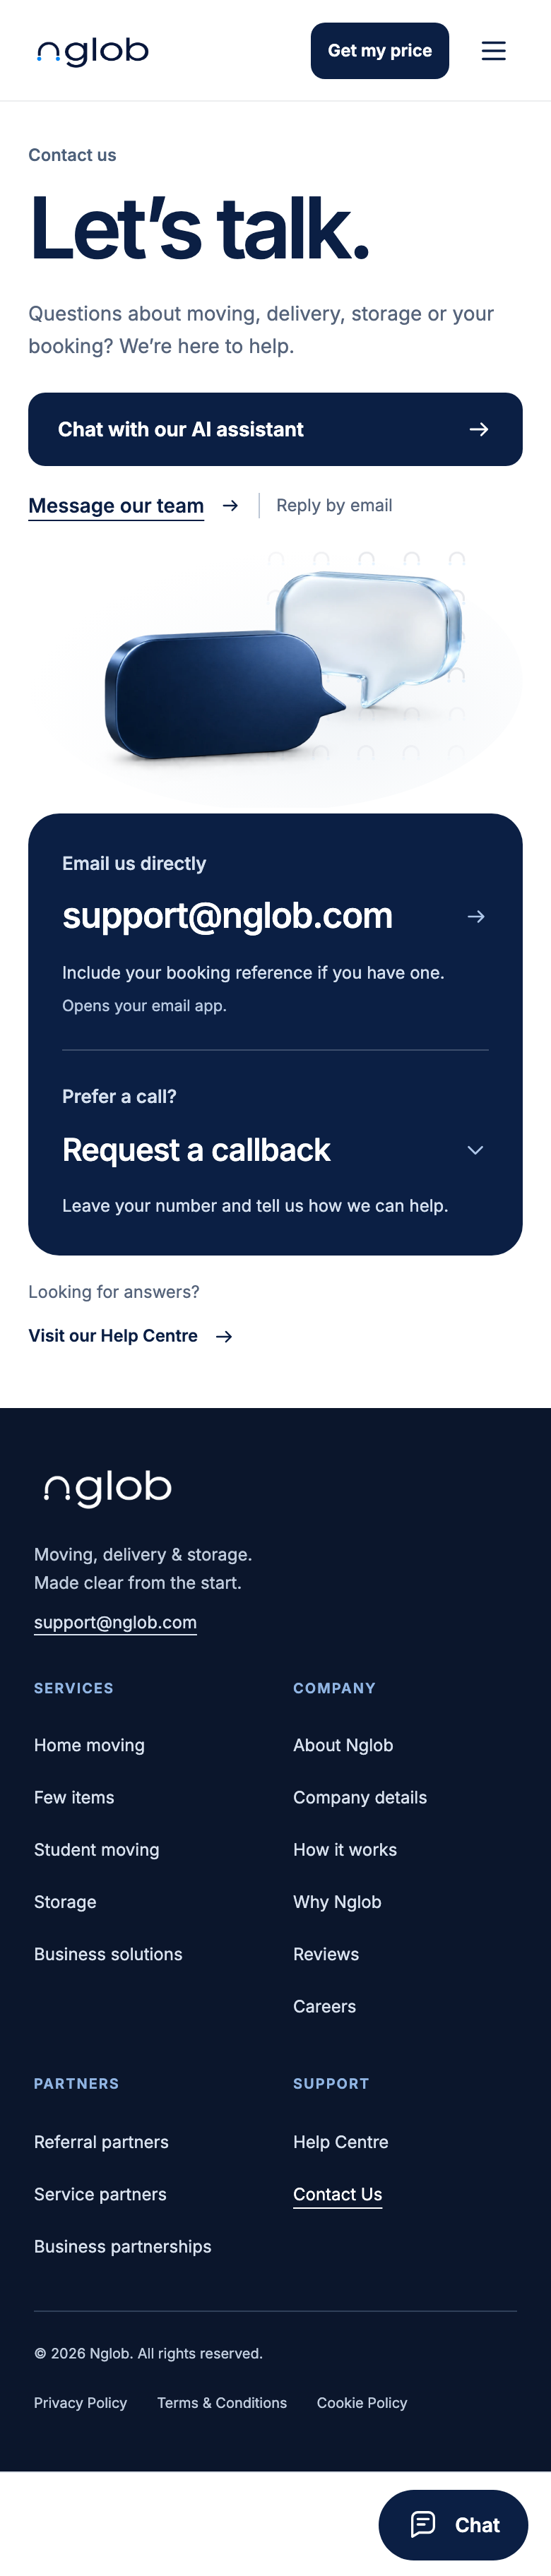 nglob
Get my price
Contact us
Let’s talk.
Questions about moving, delivery, storage or your
booking? We’re here to help.
Chat with our AI assistant
Message our team
Reply by email
Email us directly
support@nglob.com
Include your booking reference if you have one.
Opens your email app.
Prefer a call?
Request a callback
Leave your number and tell us how we can help.
Looking for answers?
Visit our Help Centre
nglob
Moving, delivery & storage.
Made clear from the start.
support@nglob.com
SERVICES
Home moving
Few items
Student moving
Storage
Business solutions
COMPANY
About Nglob
Company details
How it works
Why Nglob
Reviews
Careers
PARTNERS
Referral partners
Service partners
Business partnerships
SUPPORT
Help Centre
Contact Us
© 2026 Nglob. All rights reserved.
Privacy Policy Terms & Conditions Cookie Policy
Chat